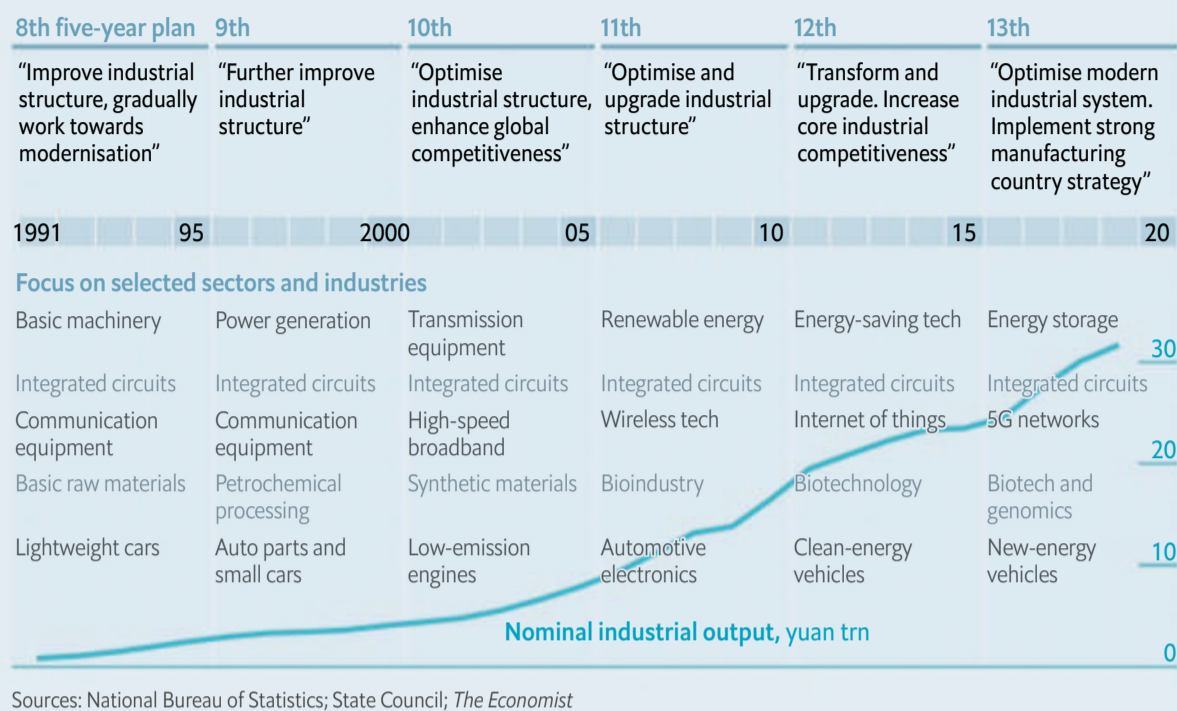 8th five-year plan
9th
10th
11th
12th
13th
“Improve industrial
structure, gradually
work towards
modernisation”
“Further improve
industrial
structure”
“Optimise
industrial structure,
enhance global
competitiveness”
“Optimise and
upgrade industrial
structure”
“Transform and
upgrade. Increase
core industrial
competitiveness”
“Optimise modern
industrial system.
Implement strong
manufacturing
country strategy”
1991
95
2000
05
10
15
20
Focus on selected sectors and industries
Basic machinery
Power generation
Transmission
equipment
Renewable energy
Energy-saving tech
Energy storage
30
Integrated circuits
Integrated circuits
Integrated circuits
Integrated circuits
Integrated circuits
Integrated circuits
Communication
equipment
Communication
equipment
High-speed
broadband
Wireless tech
Internet of things
5G networks
20
Basic raw materials
Petrochemical
processing
Synthetic materials
Bioindustry
Biotechnology
Biotech and
genomics
Lightweight cars
Auto parts and
small cars
Low-emission
engines
Automotive
electronics
Clean-energy
vehicles
New-energy
vehicles
10
Nominal industrial output, yuan trn
0
Sources: National Bureau of Statistics; State Council; The Economist